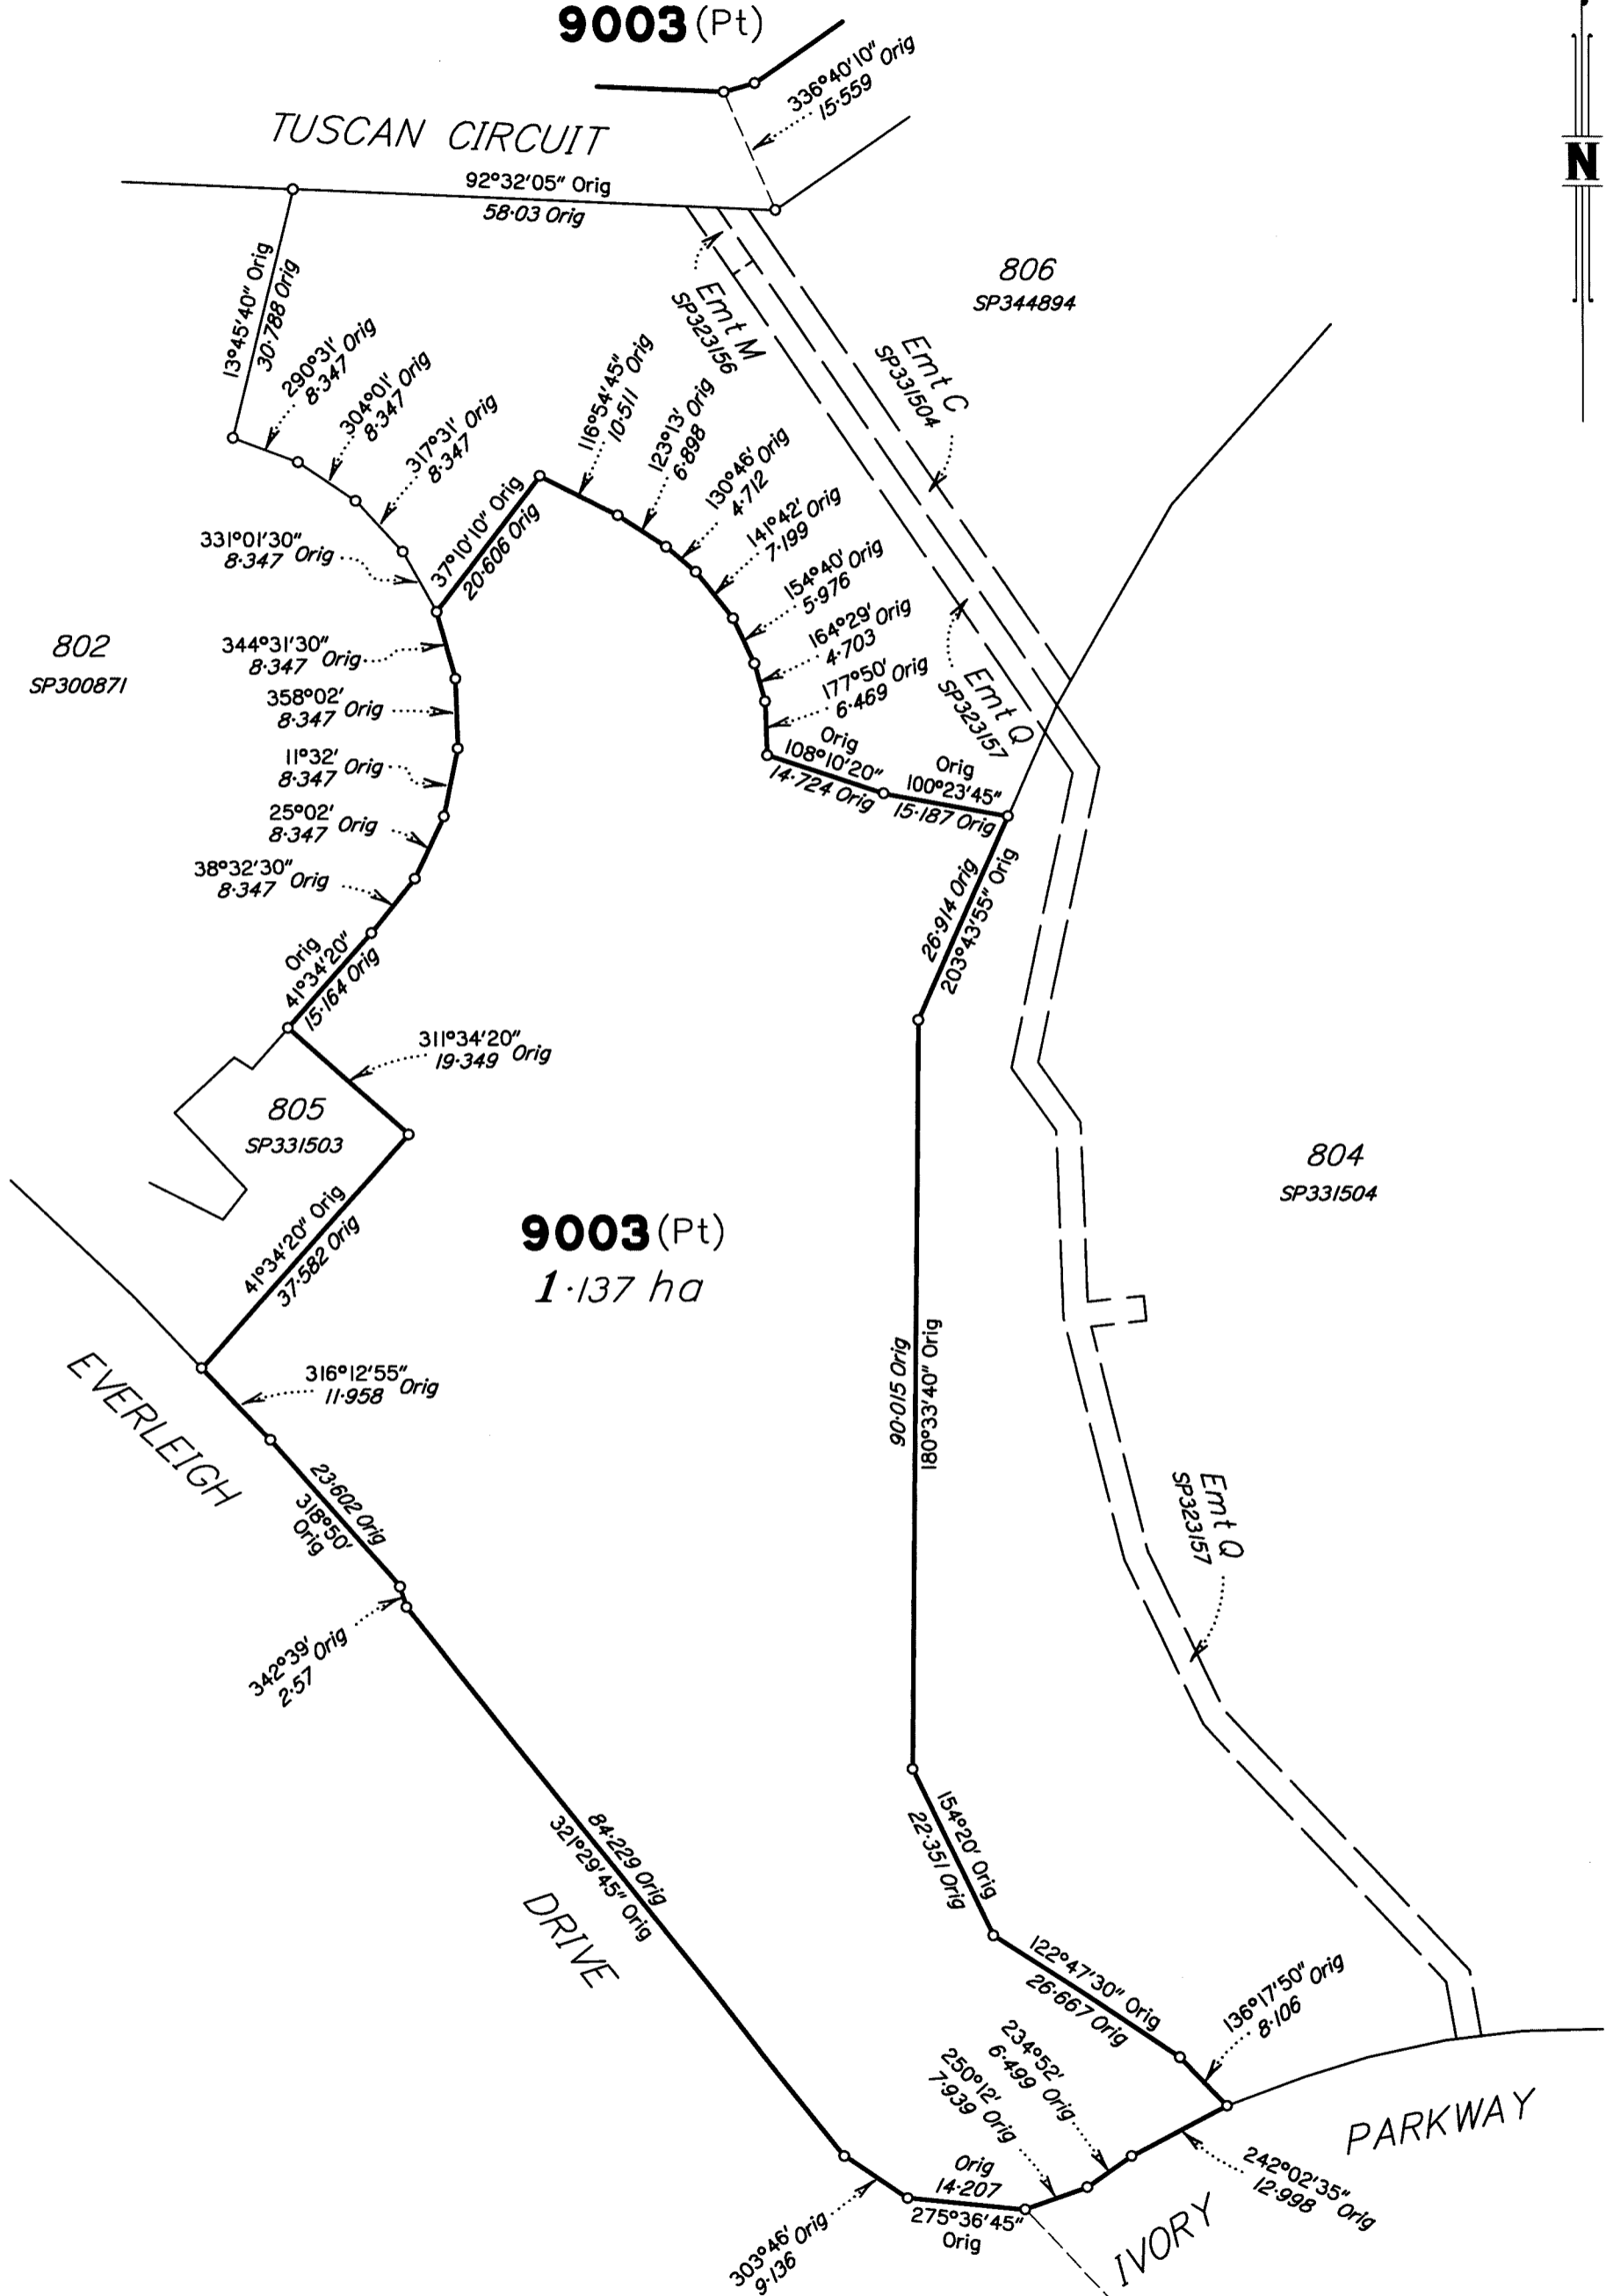 9003 (Pt)
336°40'10" Orig
15·559
N
TUSCAN CIRCUIT
92°32'05" Orig
58·03 Orig
806
SP344894
13°45'40" Orig
30·788 Orig
Emt M
SP323156
Emt C
SP331504
290°31' Orig
8·347
304°01' Orig
8·347
317°31' Orig
8·347
331°01'30" Orig
8·347
37°10'10" Orig
20·606 Orig
116°54'45" Orig
10·511
123°13' Orig
6·898
130°46' Orig
4·712
141°42' Orig
7·199
154°40' Orig
5·976
164°29' Orig
4·703
177°50' Orig
6·469
802
SP300871
344°31'30" Orig
8·347
358°02' Orig
8·347
11°32' Orig
8·347
25°02' Orig
8·347
38°32'30" Orig
8·347
Emt Q
SP323157
Orig
108°10'20"
14·724 Orig
Orig
100°23'45"
15·187 Orig
26·914 Orig
203°43'55" Orig
Orig
41°34'20"
15·164 Orig
311°34'20" Orig
19·349
805
SP331503
804
SP331504
41°34'20" Orig
37·582 Orig
9003 (Pt)
1·137 ha
90·015 Orig
180°33'40" Orig
316°12'55" Orig
11·958
EVERLEIGH
23·602 Orig
318°50'
Orig
Emt Q
SP323157
342°39' Orig
2·57
84·229 Orig
321°29'45" Orig
DRIVE
154°20' Orig
22·351 Orig
122°47'30" Orig
26·667 Orig
136°17'50" Orig
8·106
234°52' Orig
6·499
250°12' Orig
7·939
PARKWAY
242°02'35" Orig
12·998
Orig
14·207
275°36'45"
Orig
303°46' Orig
9·136
IVORY